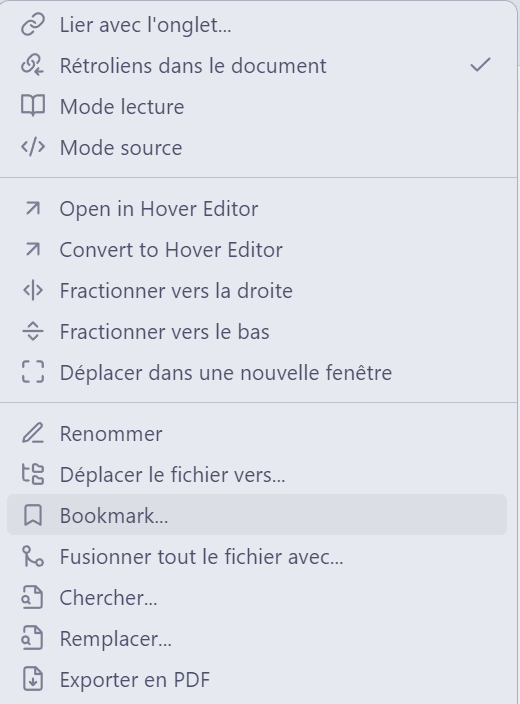 Lier avec l'onglet...
Rétroliens dans le document
Mode lecture
Mode source
Open in Hover Editor
Convert to Hover Editor
Fractionner vers la droite
Fractionner vers le bas
Déplacer dans une nouvelle fenêtre
Renommer
Déplacer le fichier vers...
Bookmark...
Fusionner tout le fichier avec...
Chercher...
Remplacer...
Exporter en PDF